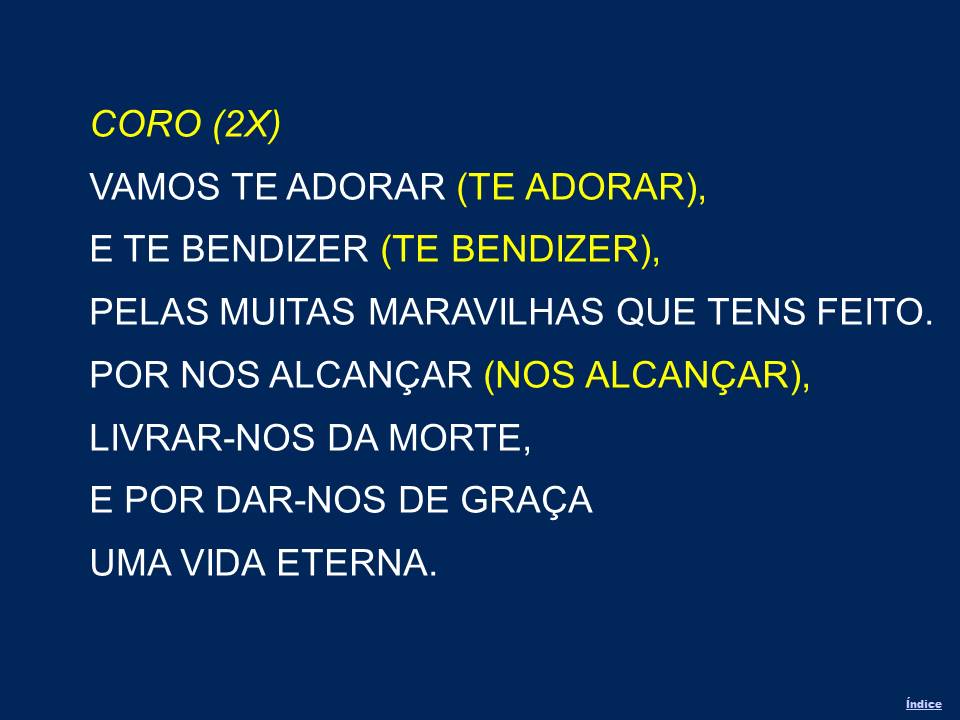 CORO (2X)
VAMOS TE ADORAR (TE ADORAR),
E TE BENDIZER (TE BENDIZER),
PELAS MUITAS MARAVILHAS QUE TENS FEITO.
POR NOS ALCANÇAR (NOS ALCANÇAR),
LIVRAR-NOS DA MORTE,
E POR DAR-NOS DE GRAÇA
UMA VIDA ETERNA.
Índice